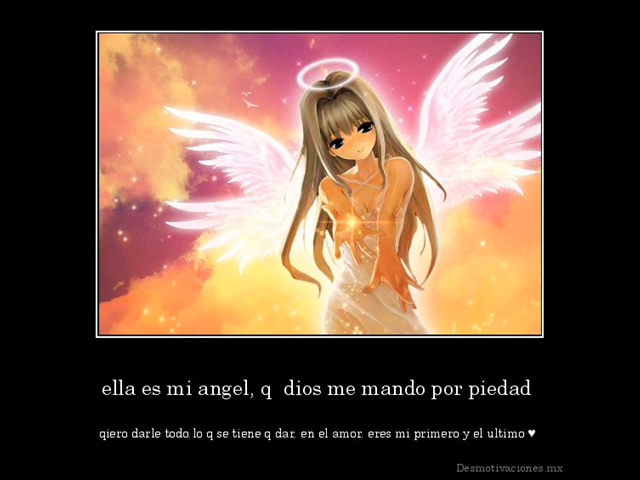 ella es mi angel, q  dios me mando por piedad
qiero darle todo lo q se tiene q dar, en el amor, eres mi primero y el ultimo ♥
Desmotivaciones.mx